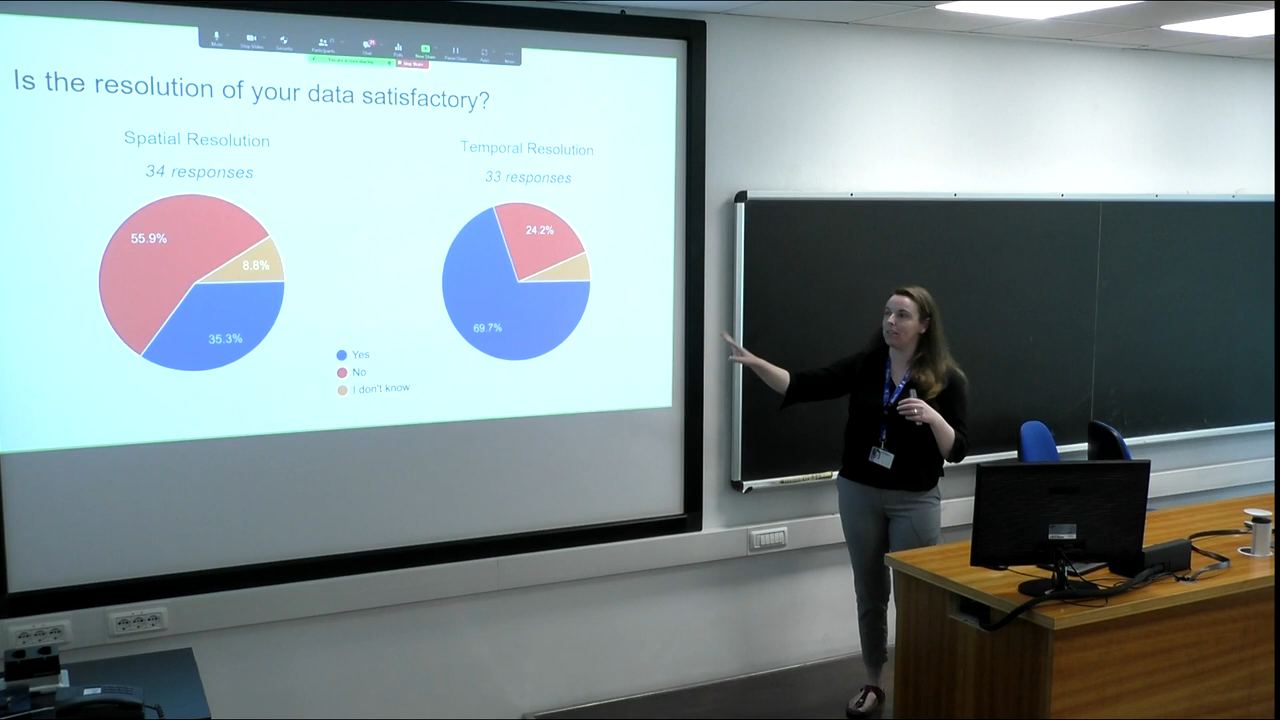 Is the resolution of your data satisfactory?
Spatial Resolution
34 responses
55.9%
8.8%
35.3%
Temporal Resolution
33 responses
24.2%
69.7%
Yes
No
I don't know